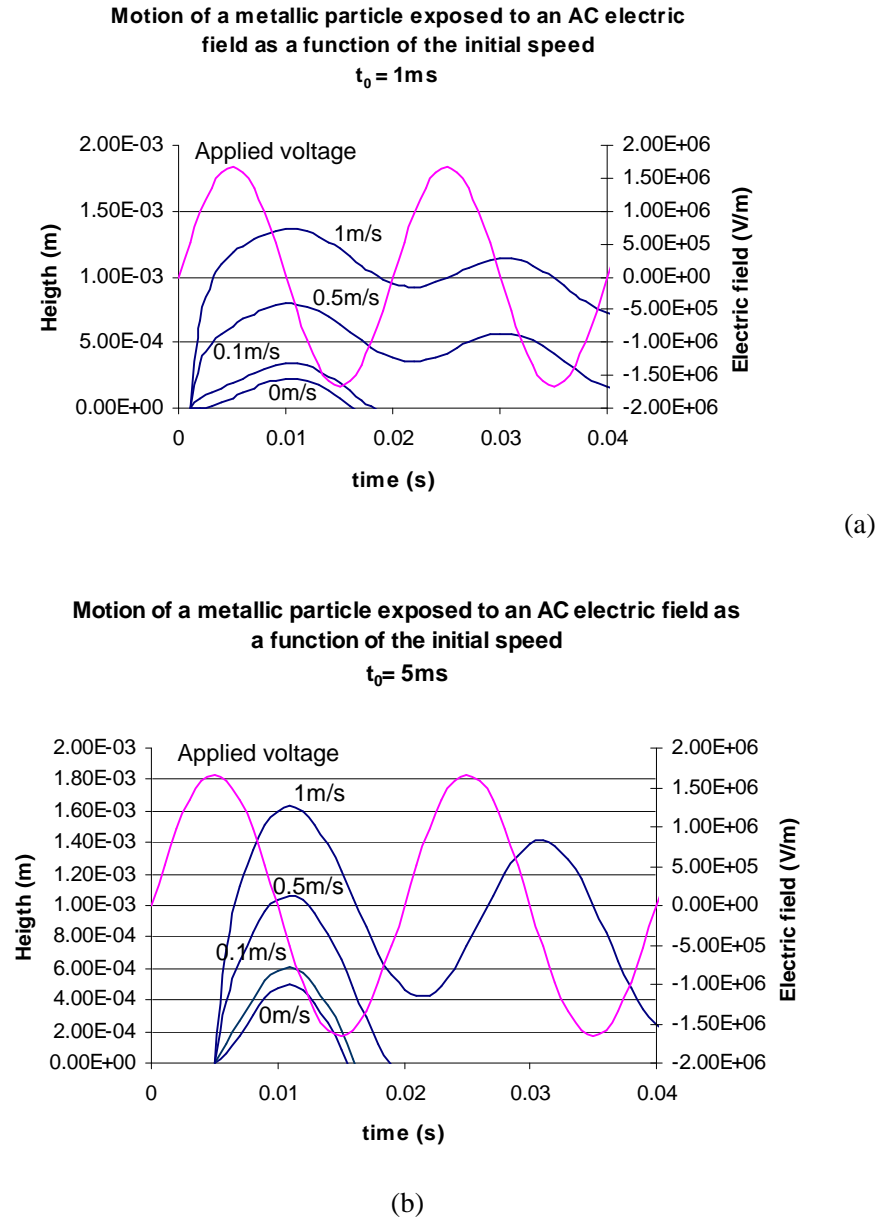 Motion of a metallic particle exposed to an AC electric
field as a function of the initial speed
t0 = 1ms
Applied voltage
2.00E-03
1.50E-03
1.00E-03
5.00E-04
0.00E+00
Heigth (m)
1m/s
0.5m/s
0.1m/s
0m/s
2.00E+06
1.50E+06
1.00E+06
5.00E+05
0.00E+00
-5.00E+05
-1.00E+06
-1.50E+06
-2.00E+06
Electric field (V/m)
0 0.01 0.02 0.03 0.04
time (s)
(a)
Motion of a metallic particle exposed to an AC electric field as
a function of the initial speed
t0= 5ms
Applied voltage
2.00E-03
1.80E-03
1.60E-03
1.40E-03
1.20E-03
1.00E-03
8.00E-04
6.00E-04
4.00E-04
2.00E-04
0.00E+00
Heigth (m)
1m/s
0.5m/s
0.1m/s
0m/s
2.00E+06
1.50E+06
1.00E+06
5.00E+05
0.00E+00
-5.00E+05
-1.00E+06
-1.50E+06
-2.00E+06
Electric field (V/m)
0 0.01 0.02 0.03 0.04
time (s)
(b)